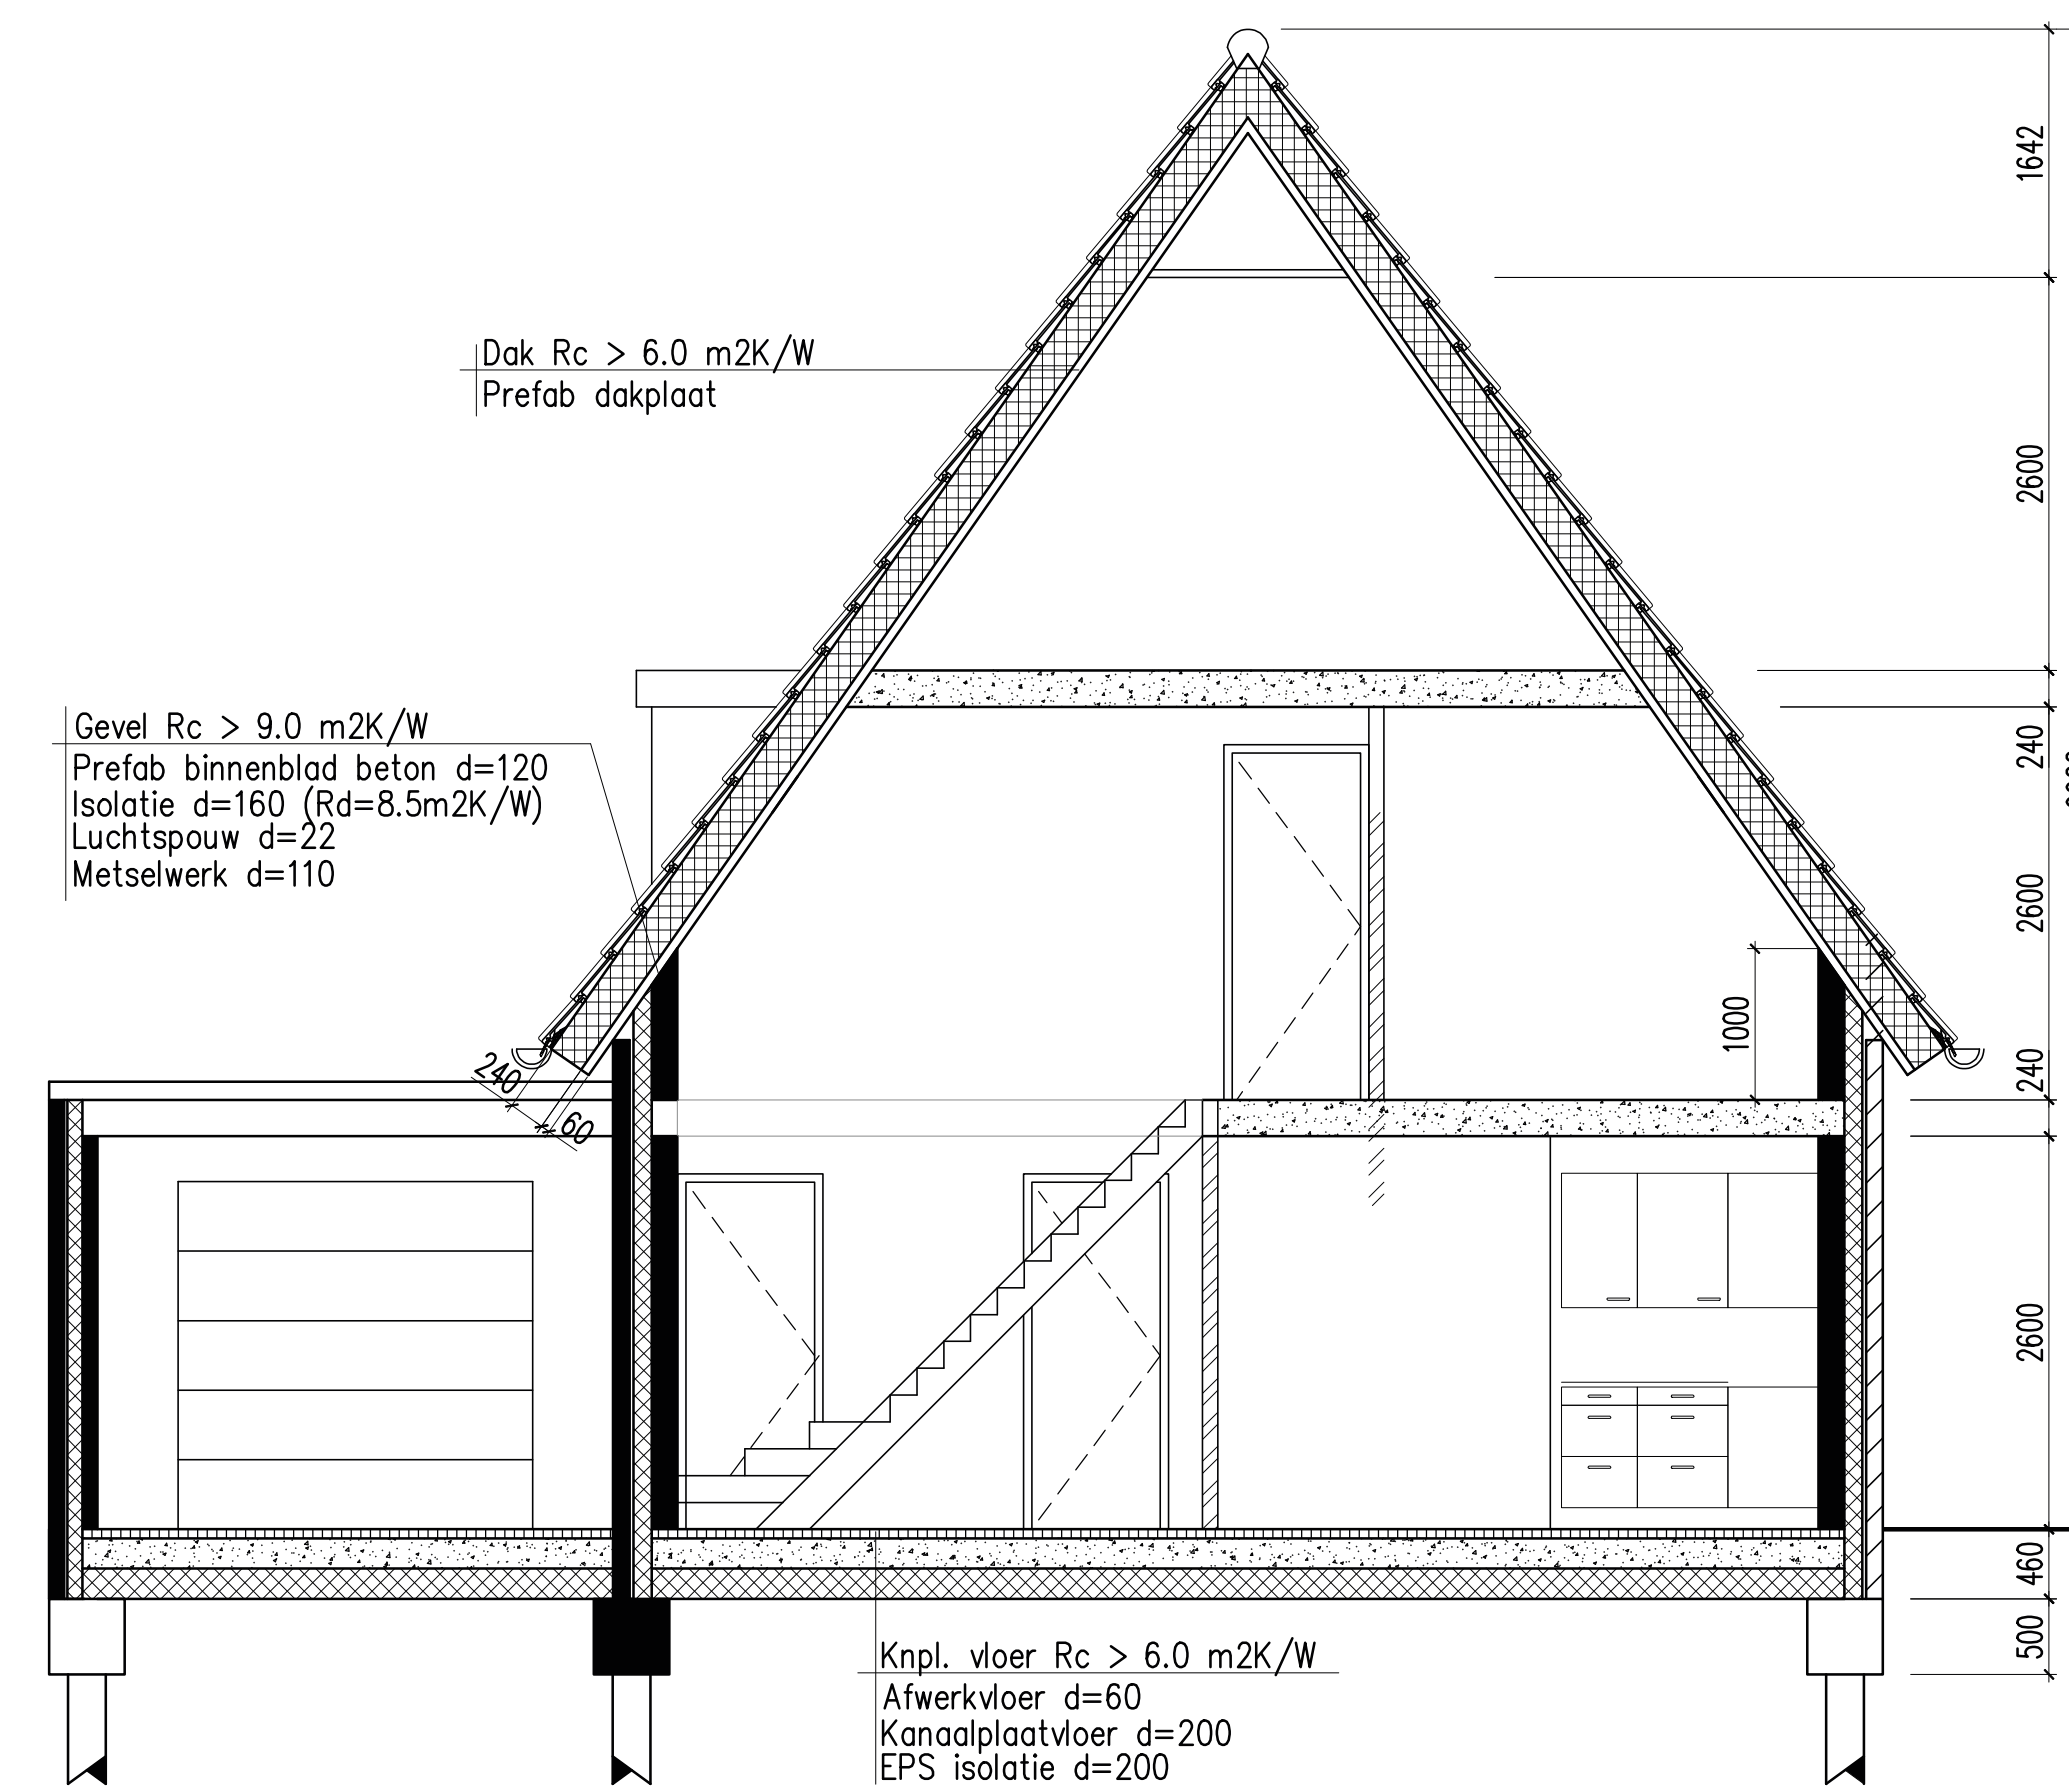 1642
Dak Rc > 6.0 m2K/W
Prefab dakplaat
2600
Gevel Rc > 9.0 m2K/W
Prefab binnenblad beton d=120
Isolatie d=160 (Rd=8.5m2K/W)
Luchtspouw d=22
Metselwerk d=110
240
2600
1000
240
240
60
2600
460
500
Knpl. vloer Rc > 6.0 m2K/W
Afwerkvloer d=60
Kanaalplaatvloer d=200
EPS isolatie d=200